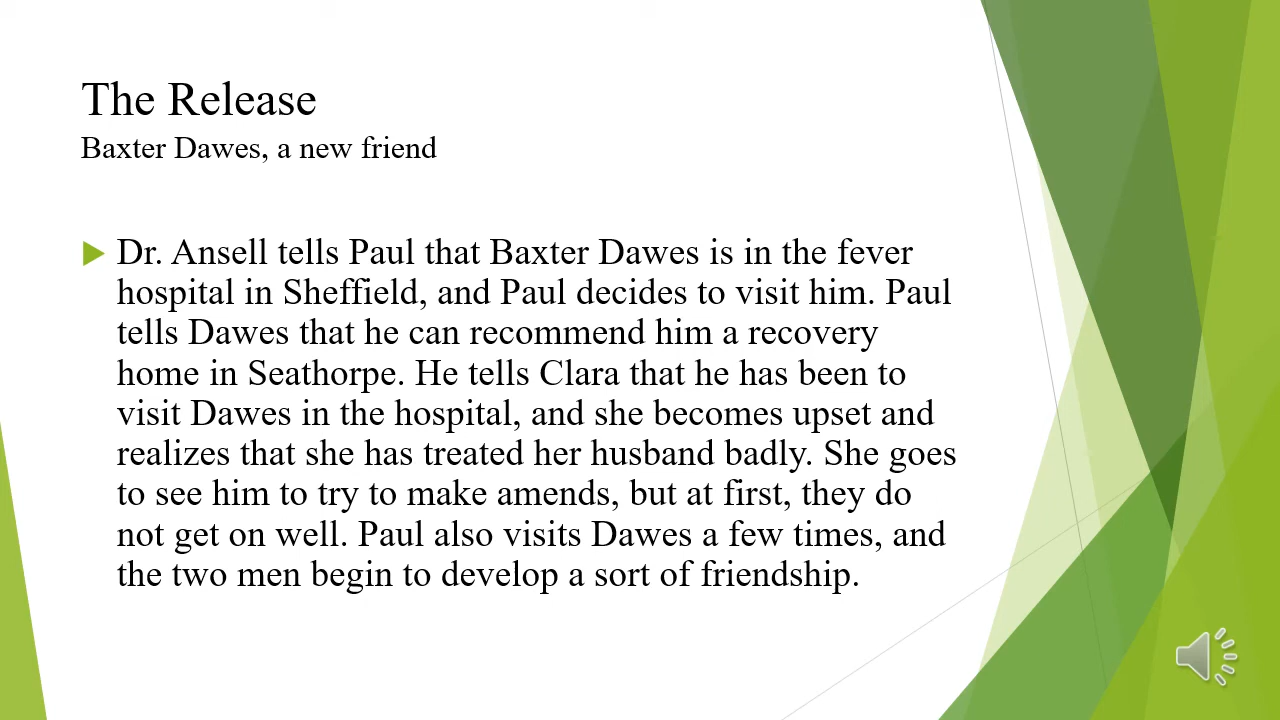 The Release
Baxter Dawes, a new friend
Dr. Ansell tells Paul that Baxter Dawes is in the fever
hospital in Sheffield, and Paul decides to visit him. Paul
tells Dawes that he can recommend him a recovery
home in Seathorpe. He tells Clara that he has been to
visit Dawes in the hospital, and she becomes upset and
realizes that she has treated her husband badly. She goes
to see him to try to make amends, but at first, they do
not get on well. Paul also visits Dawes a few times, and
the two men begin to develop a sort of friendship.